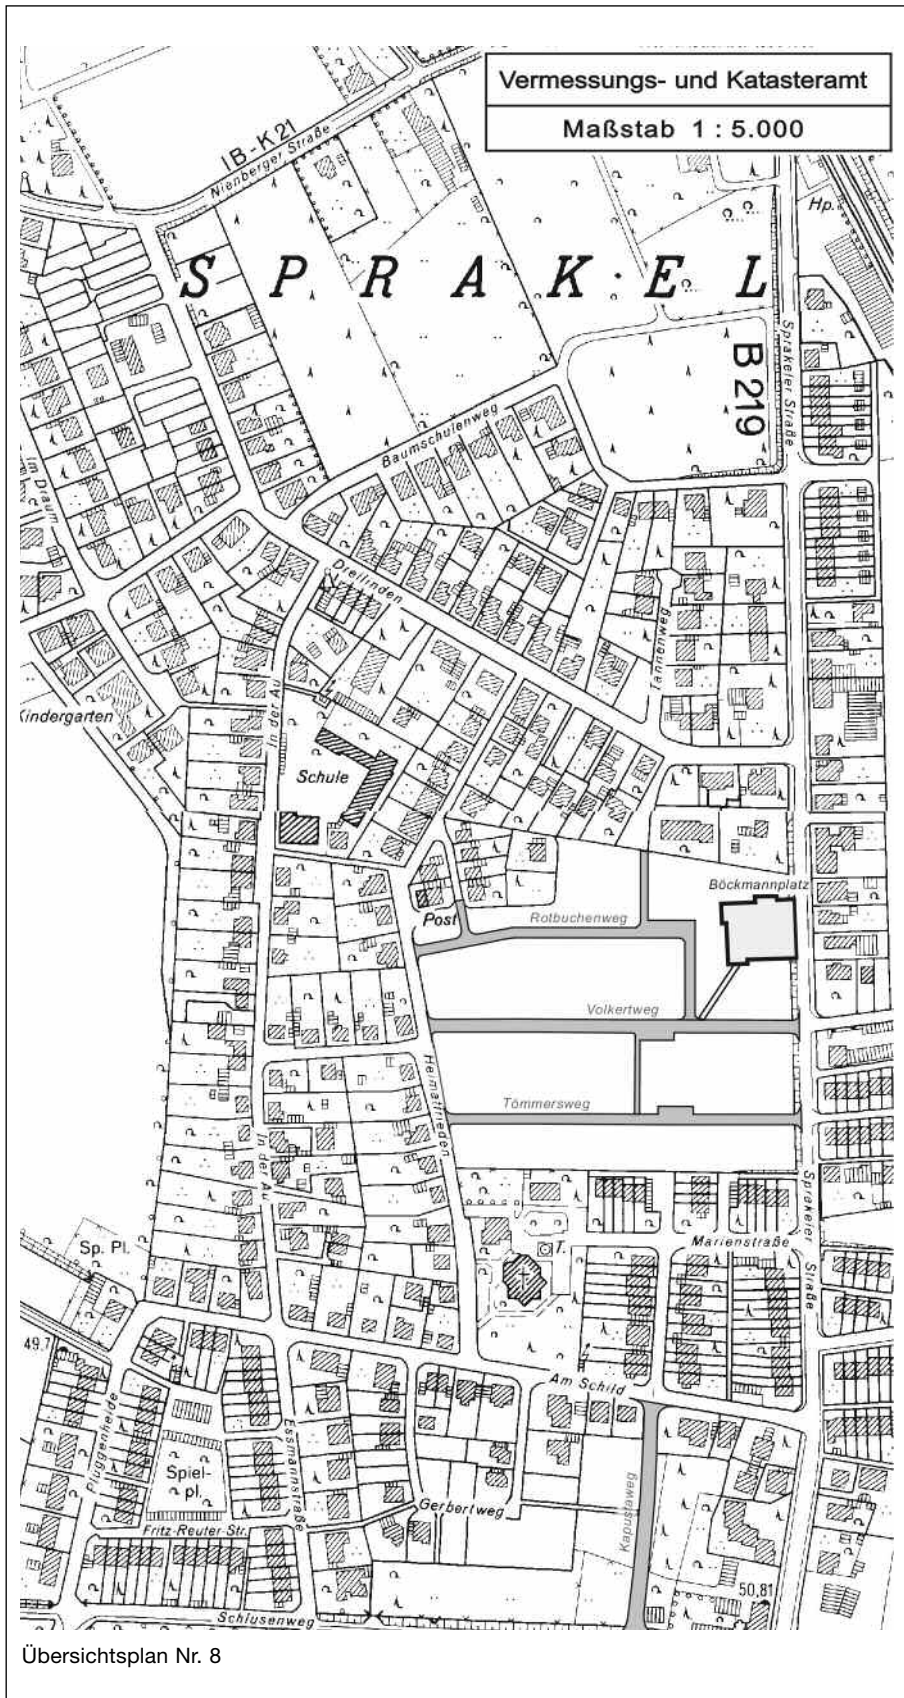 Vermessungs- und Katasteramt
Maßstab 1 : 5.000
IB-K 21
Nienberger Straße
Hp.
SPRAKEL
B 219
Sprakeler Straße
Baumschulenweg
Im Draum
Dreilinden
Tannenweg
In der Au
Kindergarten
Schule
Böckmannplatz
Post
Rotbuchenweg
Volkertweg
Heimatfrieden
Tömmersweg
In der Au
Sprakeler Straße
Sp. Pl.
T.
Marienstraße
49.7
Am Schild
Pluggenheide
Essmannstraße
Spiel-
pl.
Gerbertweg
Kapustaweg
Fritz-Reuter-Str.
50,81
Schlusenweg
Übersichtsplan Nr. 8